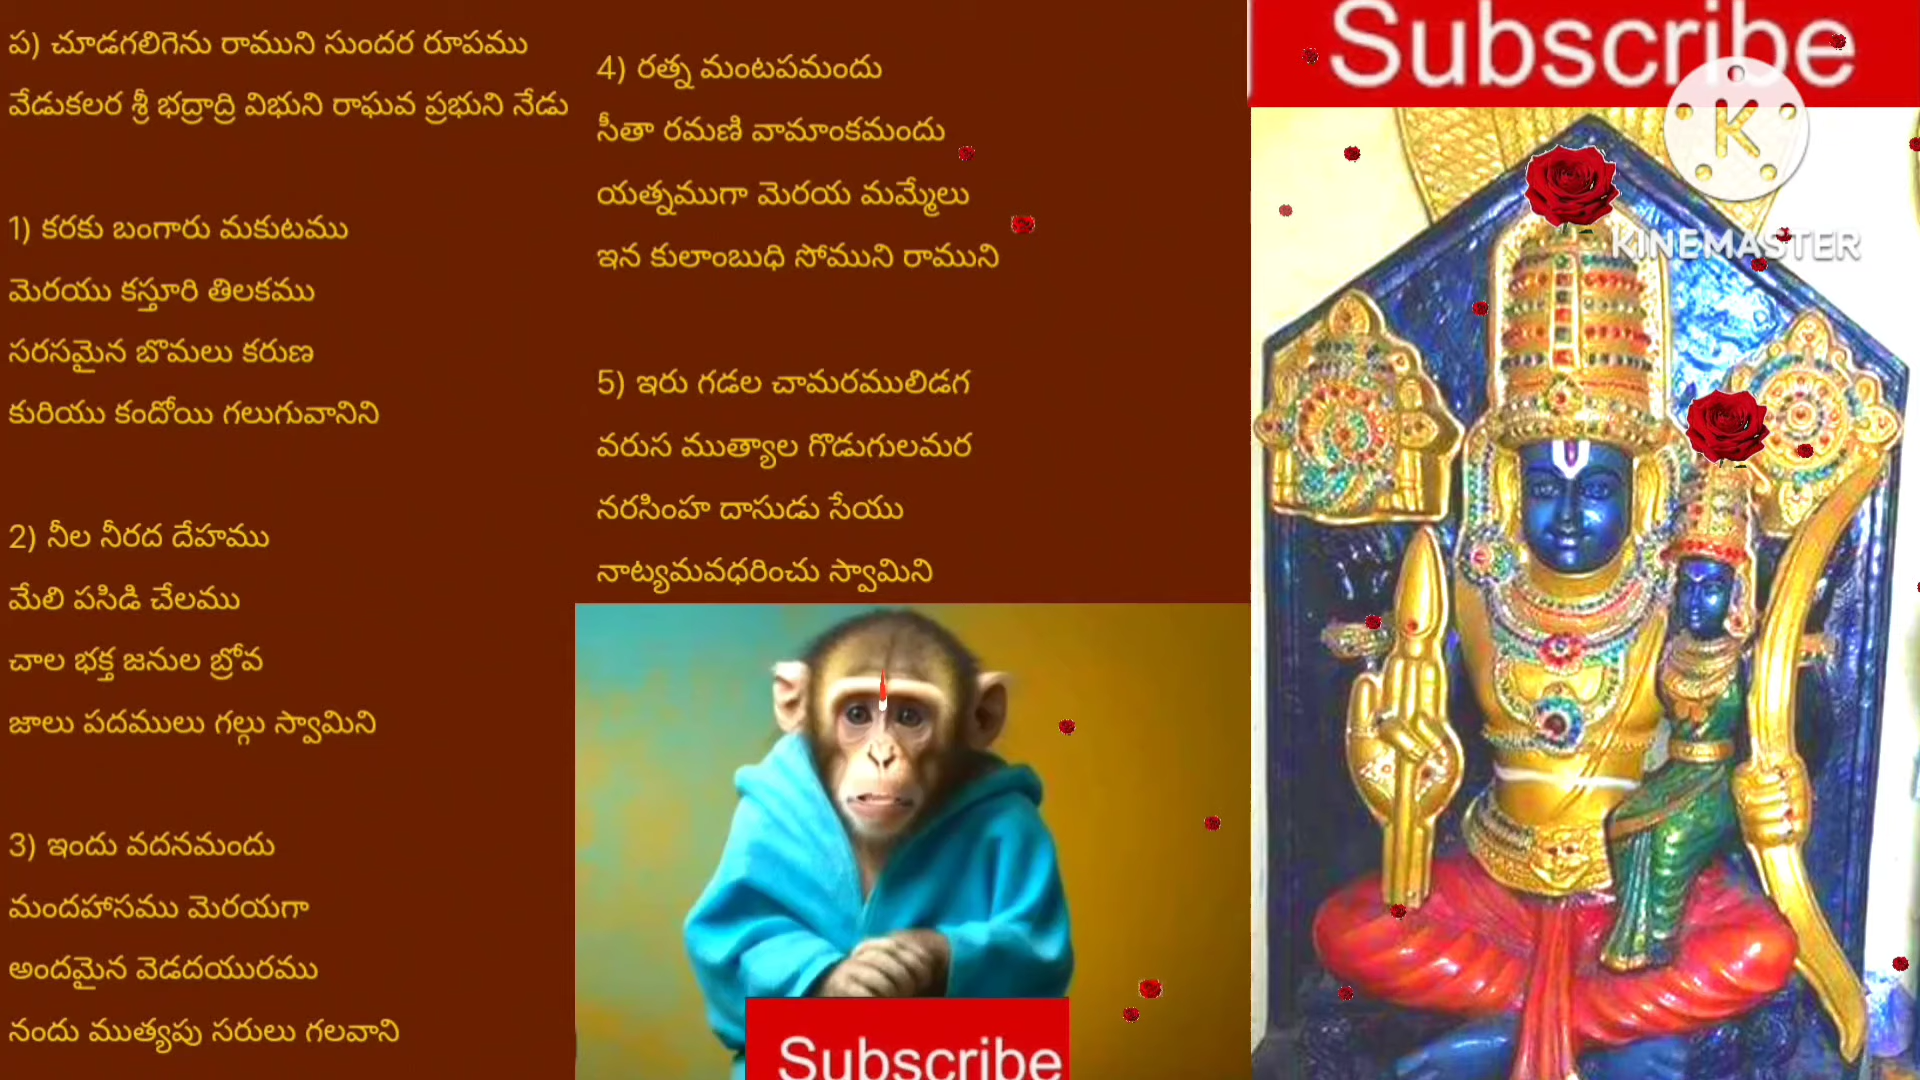 ప) చూడగలిగెను రాముని సుందర రూపము
వేడుకలర శ్రీ భద్రాద్రి విభుని రాఘవ ప్రభుని నేడు
1) కరకు బంగారు మకుటము
మెరయు కస్తూరి తిలకము
సరసమైన బొమలు కరుణ
కురియు కందోయి గలుగువానిని
2) నీల నీరద దేహము
మేలి పసిడి చేలము
చాల భక్త జనుల బ్రోవ
జాలు పదములు గల్గు స్వామిని
3) ఇందు వదనమందు
మందహాసము మెరయగా
అందమైన వెడదయురము
నందు ముత్యపు సరులు గలవాని
4) రత్న మంటపమందు
సీతా రమణి వామాంకమందు
యత్నముగా మెరయ మమ్మేలు
ఇన కులాంబుధి సోముని రాముని
5) ఇరు గడల చామరములిడగ
వరుస ముత్యాల గొడుగులమర
నరసింహ దాసుడు సేయు
నాట్యమవధరించు స్వామిని
Subscribe
Subscribe
K
KINEMASTER